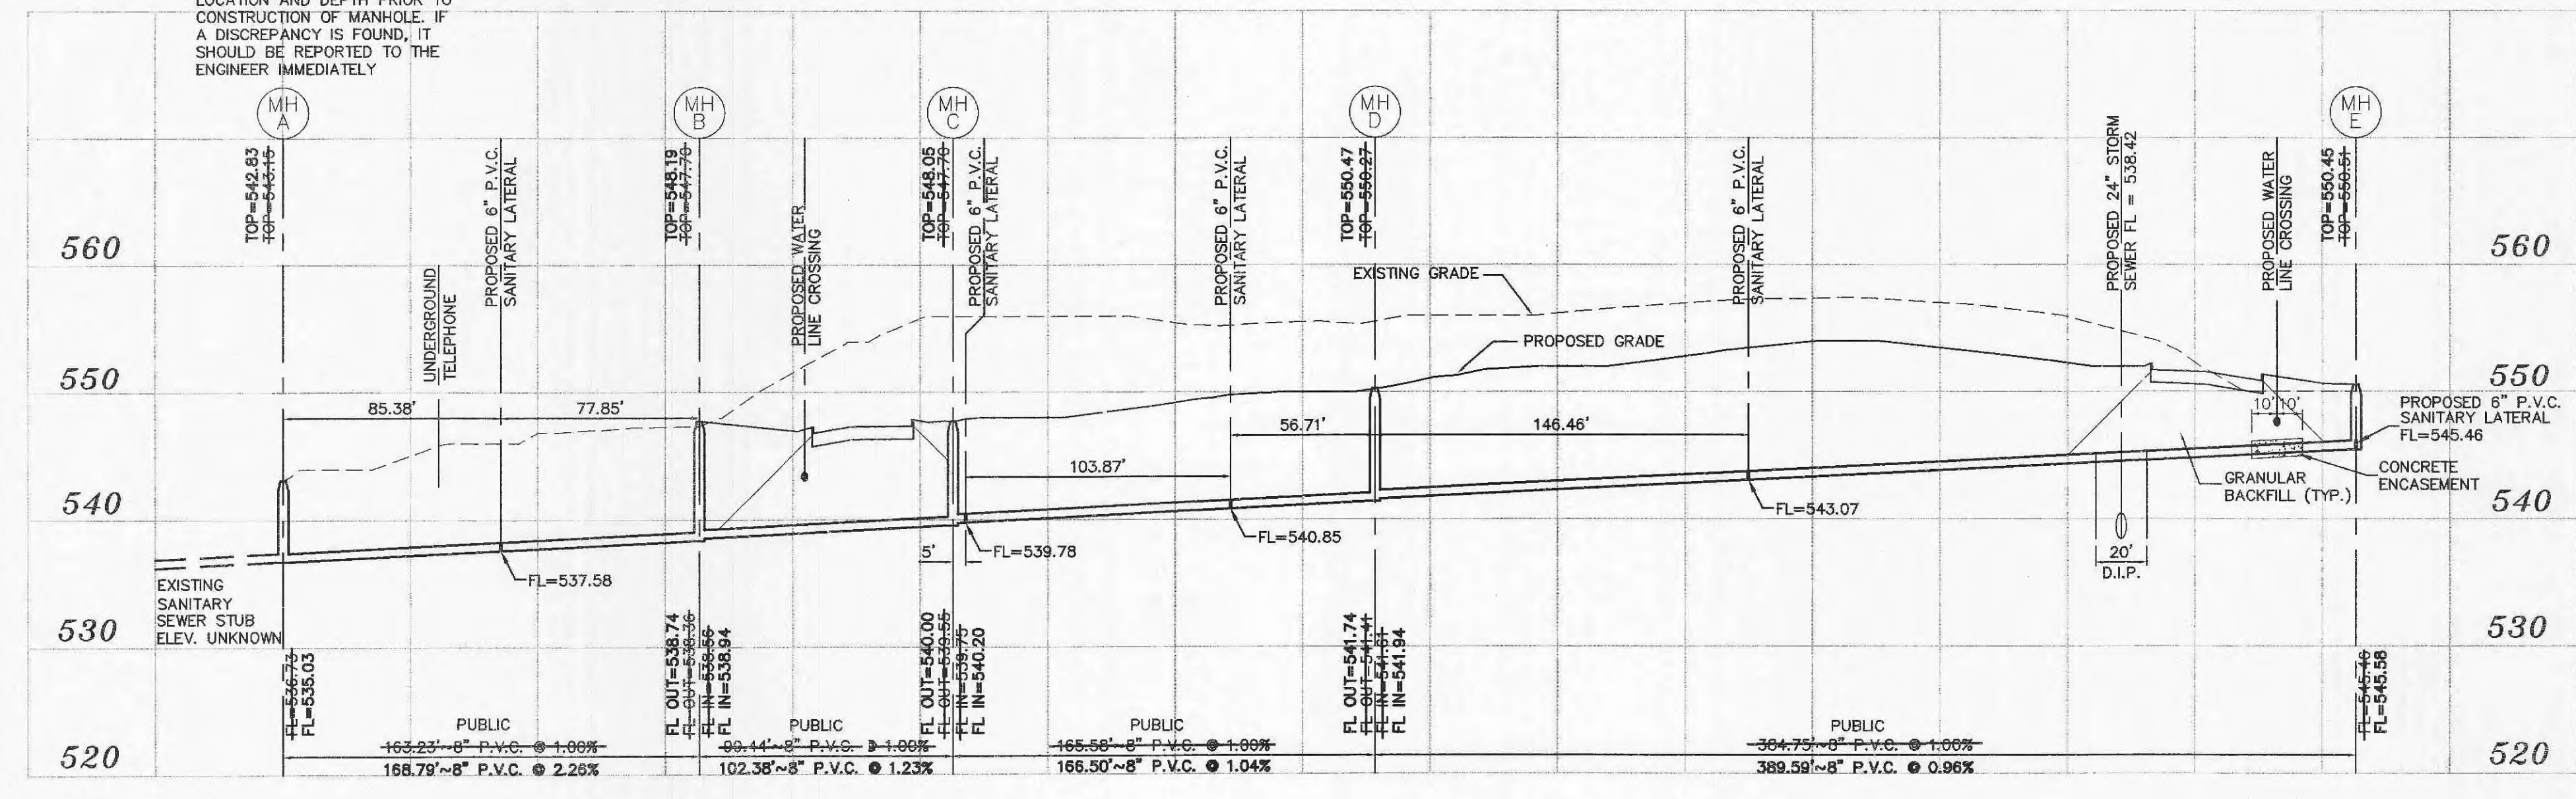 LOCATION AND DEPTH PRIOR TO
CONSTRUCTION OF MANHOLE. IF
A DISCREPANCY IS FOUND, IT
SHOULD BE REPORTED TO THE
ENGINEER IMMEDIATELY
MH
A
MH
B
MH
C
MH
D
MH
E
TOP=542.83
TOP=543.15
PROPOSED 6" P.V.C.
SANITARY LATERAL
TOP=548.19
TOP=547.70
PROPOSED WATER
LINE CROSSING
TOP=548.05
TOP=547.70
PROPOSED 6" P.V.C.
SANITARY LATERAL
PROPOSED 6" P.V.C.
SANITARY LATERAL
TOP=550.47
TOP=550.27
PROPOSED 6" P.V.C.
SANITARY LATERAL
PROPOSED 24" STORM
SEWER FL = 538.42
PROPOSED WATER
LINE CROSSING
TOP=550.45
TOP=550.51
560
560
UNDERGROUND
TELEPHONE
EXISTING GRADE
PROPOSED GRADE
550
550
85.38'
77.85'
103.87'
56.71'
146.46'
10'
10'
PROPOSED 6" P.V.C.
SANITARY LATERAL
FL=545.46
CONCRETE
ENCASEMENT
GRANULAR
BACKFILL (TYP.)
540
540
FL=537.58
5'
FL=539.78
FL=540.85
FL=543.07
20'
D.I.P.
EXISTING
SANITARY
SEWER STUB
ELEV. UNKNOWN
530
530
FL=536.73
FL=535.03
FL OUT=538.74
FL OUT=538.36
FL IN=538.56
FL IN=538.94
FL OUT=540.00
FL OUT=539.55
FL IN=539.75
FL IN=540.20
FL OUT=541.74
FL OUT=541.41
FL IN=541.61
FL IN=541.94
FL=545.46
FL=545.58
PUBLIC
163.23'~8" P.V.C. @ 1.00%
168.79'~8" P.V.C. @ 2.26%
PUBLIC
99.44'~8" P.V.C. @ 1.00%
102.38'~8" P.V.C. @ 1.23%
PUBLIC
165.58'~8" P.V.C. @ 1.00%
166.50'~8" P.V.C. @ 1.04%
PUBLIC
384.75'~8" P.V.C. @ 1.00%
389.59'~8" P.V.C. @ 0.96%
520
520